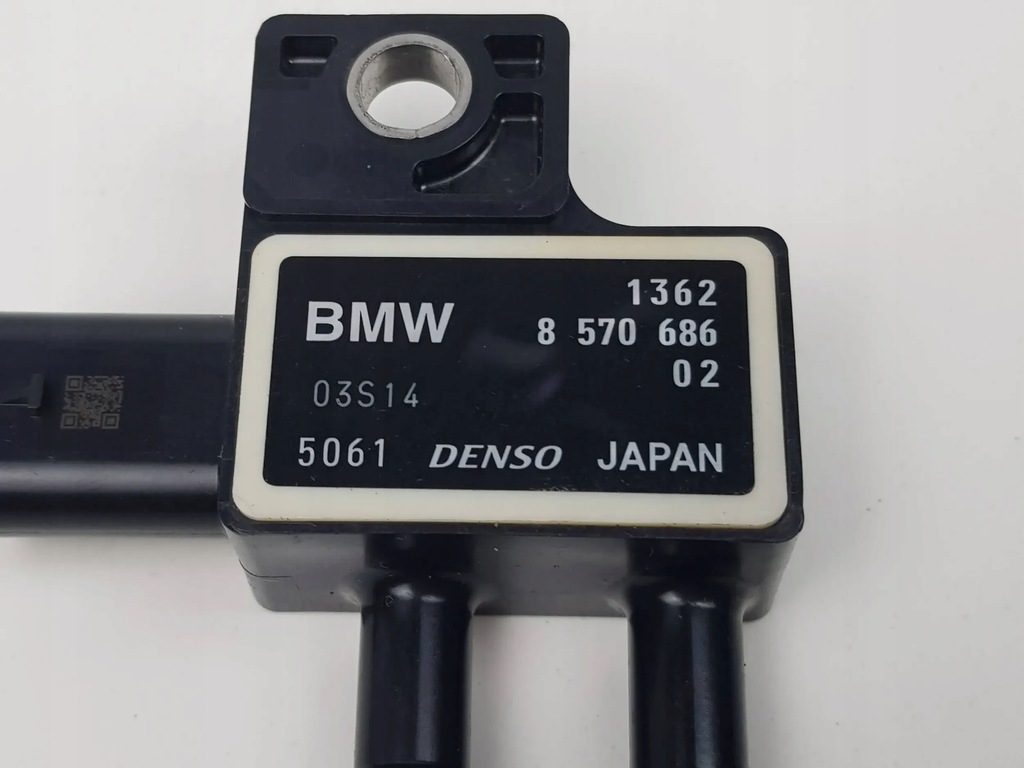 1362
BMW 8 570 686
02
03S14
5061 DENSO JAPAN